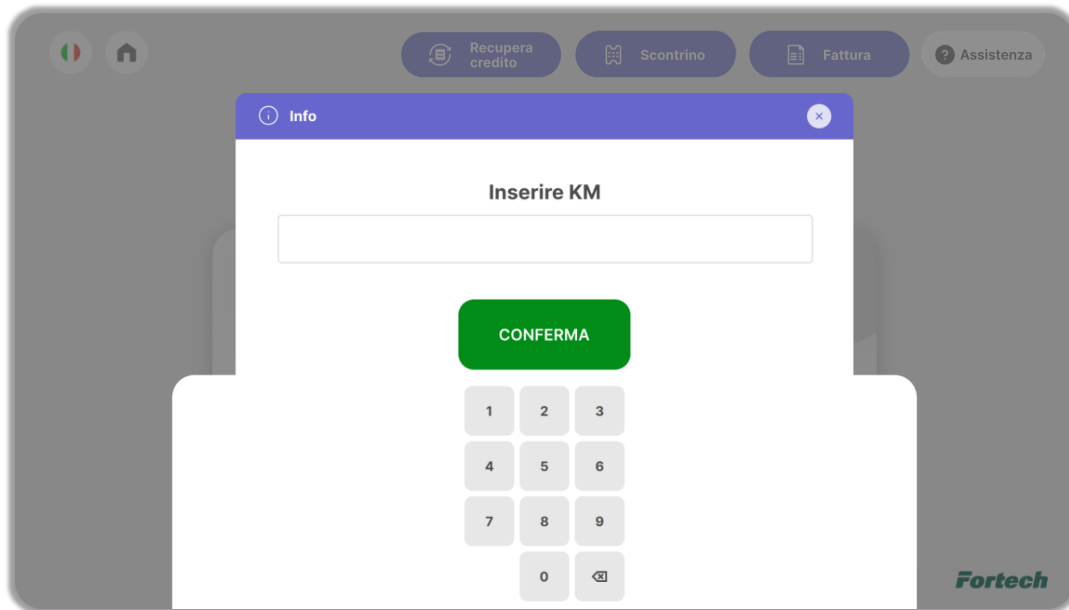 Recupera
credito
Scontrino
Fattura
? Assistenza
i Info
Inserire KM
CONFERMA
1 2 3
4 5 6
7 8 9
0
Fortech